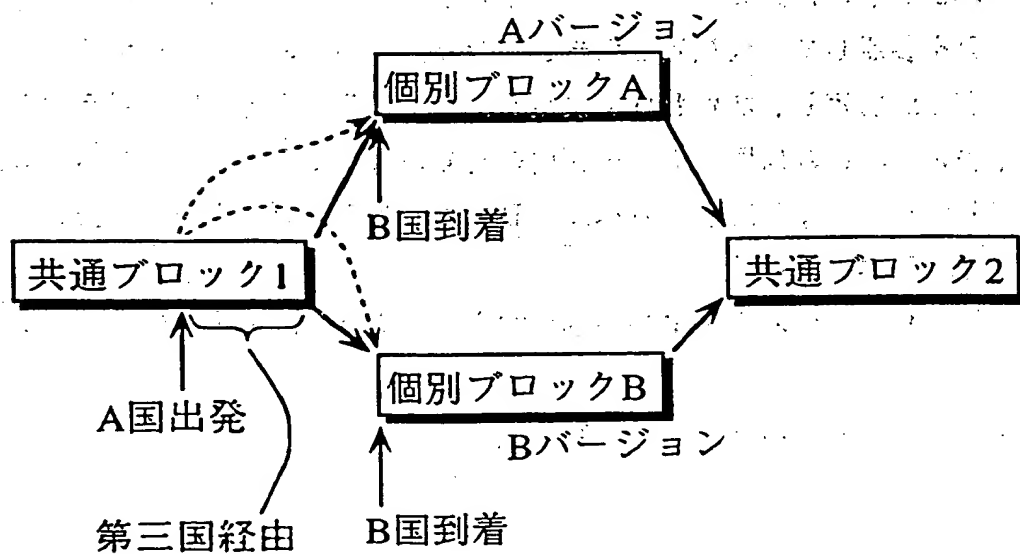 Aバージョン
個別ブロックA
B国到着
共通ブロック1
共通ブロック2
個別ブロックB
A国出発
Bバージョン
第三国経由
B国到着